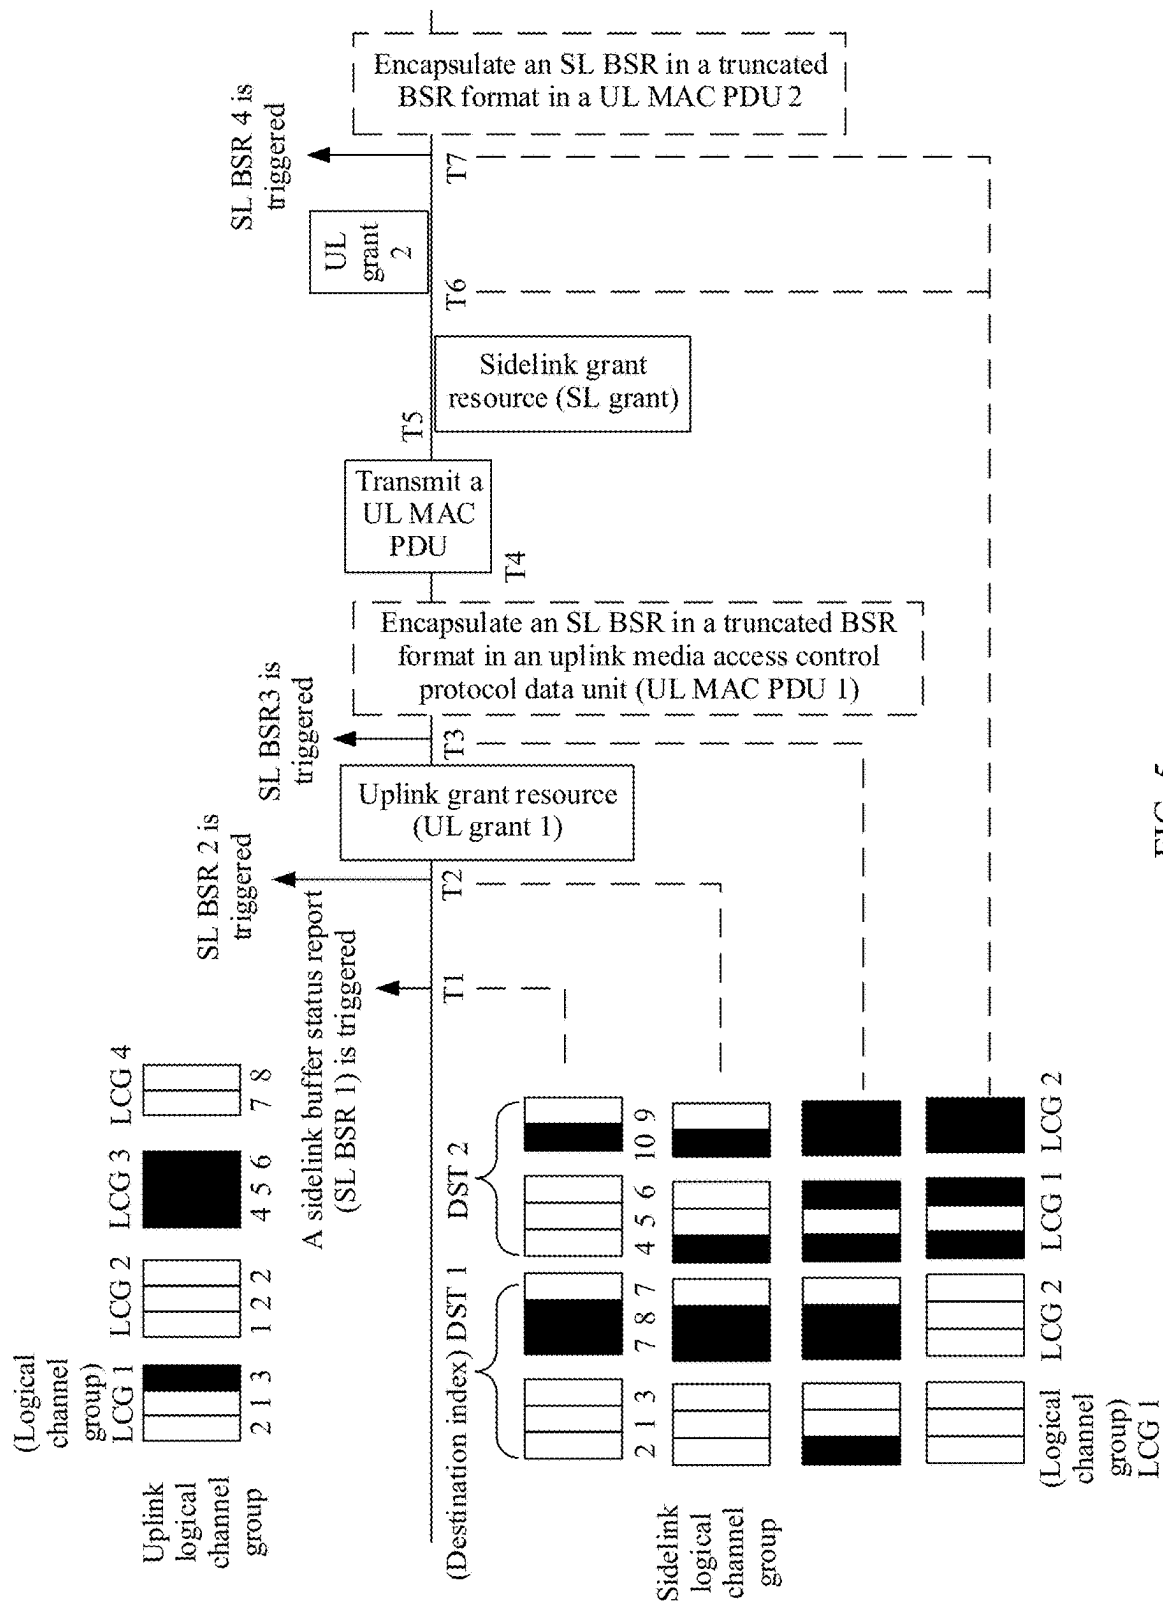 (Logical
channel
group)
LCG 1
LCG 2
LCG 3
LCG 4
Uplink
logical
channel
group
2 1 3
1 2 2
4 5 6
7 8
A sidelink buffer status report
(SL BSR 1) is triggered
SL BSR 2 is
triggered
SL BSR3 is
triggered
SL BSR 4 is
triggered
Uplink grant resource
(UL grant 1)
Encapsulate an SL BSR in a truncated BSR
format in an uplink media access control
protocol data unit (UL MAC PDU 1)
Transmit a
UL MAC
PDU
Sidelink grant
resource (SL grant)
UL
grant
2
Encapsulate an SL BSR in a truncated
BSR format in a UL MAC PDU 2
T1
T2
T3
T4
T5
T6
T7
(Destination index) DST 1
DST 2
2 1 3
7 8 7
4 5 6
10 9
Sidelink
logical
channel
group
(Logical
channel
group)
LCG 1
LCG 2
LCG 1
LCG 2